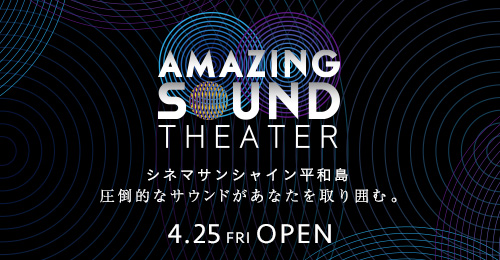 AMAZING
SOUND
THEATER
シネマサンシャイン平和島
圧倒的なサウンドがあなたを取り囲む。
4.25 FRI OPEN